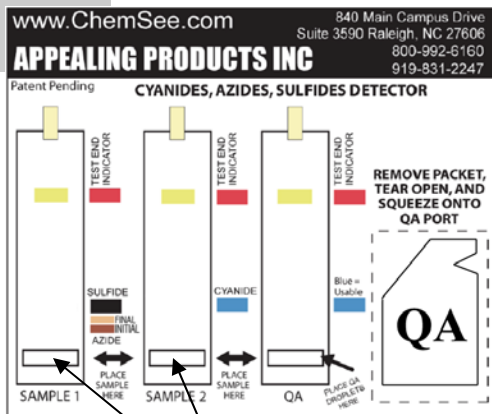 www.ChemSee.com
840 Main Campus Drive
Suite 3590 Raleigh, NC 27606
800-992-6160
919-831-2247
APPEALING PRODUCTS INC
Patent Pending
CYANIDES, AZIDES, SULFIDES DETECTOR
TEST END
INDICATOR
TEST END
INDICATOR
TEST END
INDICATOR
REMOVE PACKET,
TEAR OPEN, AND
SQUEEZE ONTO
QA PORT
SULFIDE
FINAL
INITIAL
AZIDE
CYANIDE
Blue =
Usable
QA
PLACE
SAMPLE
HERE
PLACE
SAMPLE
HERE
PLACE QA
DROPLETS
HERE
SAMPLE 1
SAMPLE 2
QA